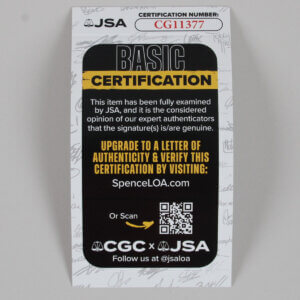 JSA
CERTIFICATION NUMBER:
CG11377
BASIC
CERTIFICATION
This item has been fully examined
by JSA, and it is the considered
opinion of our expert authenticators
that the signature(s) is/are genuine.
UPGRADE TO A LETTER OF
AUTHENTICITY & VERIFY THIS
CERTIFICATION BY VISITING:
SpenceLOA.com
Or Scan
CGC x JSA
Follow us at @jsaloa